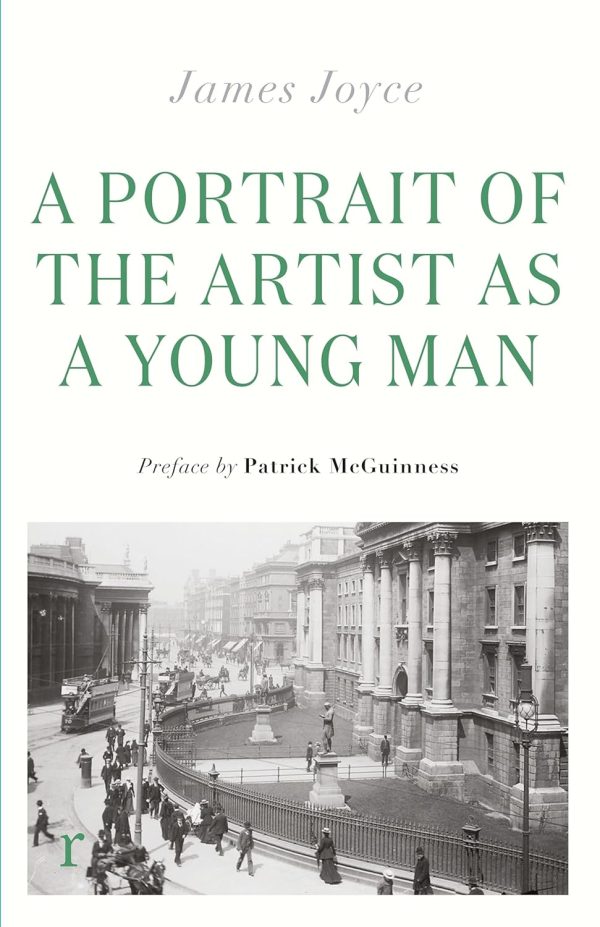 James Joyce
A PORTRAIT OF
THE ARTIST AS
A YOUNG MAN
Preface by Patrick McGuinness
r